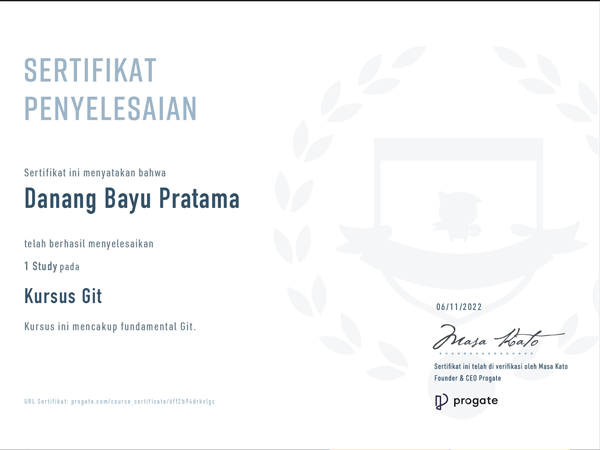 SERTIFIKAT
PENYELESAIAN
Sertifikat ini menyatakan bahwa
Danang Bayu Pratama
telah berhasil menyelesaikan
1 Study pada
Kursus Git
Kursus ini mencakup fundamental Git.
06/11/2022
Masa Kato
Sertifikat ini telah di verifikasi oleh Masa Kato
Founder & CEO Progate
progate
URL Sertifikat: progate.com/course_certificate/